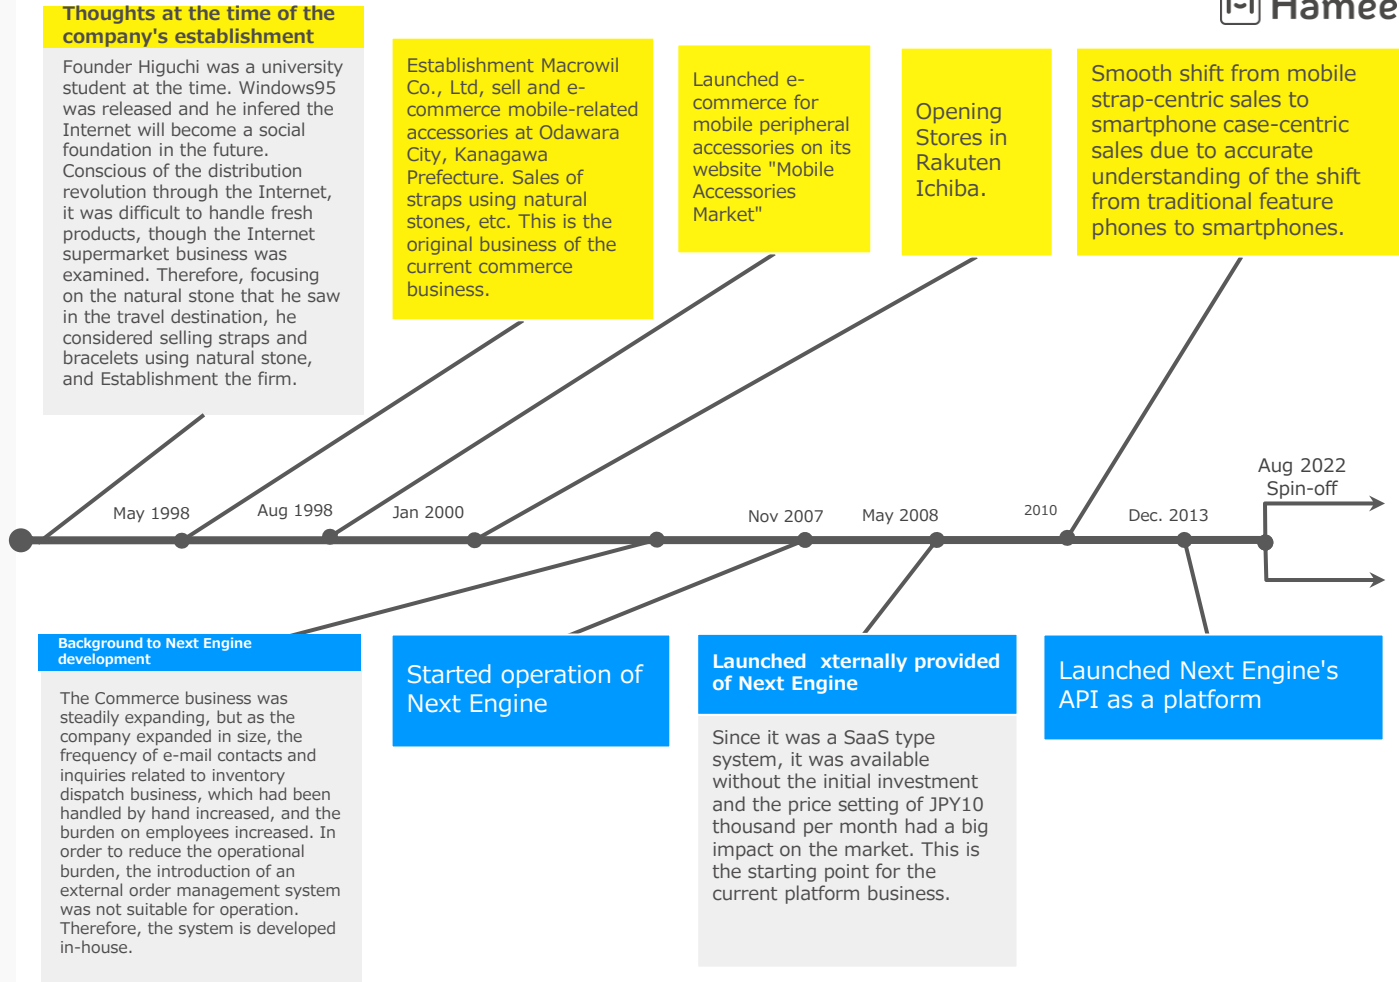 Hamee
Thoughts at the time of the
company's establishment
Founder Higuchi was a university
student at the time. Windows95
was released and he infered the
Internet will become a social
foundation in the future.
Conscious of the distribution
revolution through the Internet,
it was difficult to handle fresh
products, though the Internet
supermarket business was
examined. Therefore, focusing
on the natural stone that he saw
in the travel destination, he
considered selling straps and
bracelets using natural stone,
and Establishment the firm.
Establishment Macrowil
Co., Ltd, sell and e-
commerce mobile-related
accessories at Odawara
City, Kanagawa
Prefecture. Sales of
straps using natural
stones, etc. This is the
original business of the
current commerce
business.
Launched e-
commerce for
mobile peripheral
accessories on its
website "Mobile
Accessories
Market"
Opening
Stores in
Rakuten
Ichiba.
Smooth shift from mobile
strap-centric sales to
smartphone case-centric
sales due to accurate
understanding of the shift
from traditional feature
phones to smartphones.
May 1998
Aug 1998
Jan 2000
Nov 2007
May 2008
2010
Dec. 2013
Aug 2022
Spin-off
Background to Next Engine
development
The Commerce business was
steadily expanding, but as the
company expanded in size, the
frequency of e-mail contacts and
inquiries related to inventory
dispatch business, which had been
handled by hand increased, and the
burden on employees increased. In
order to reduce the operational
burden, the introduction of an
external order management system
was not suitable for operation.
Therefore, the system is developed
in-house.
Started operation of
Next Engine
Launched  xternally provided
of Next Engine
Since it was a SaaS type
system, it was available
without the initial investment
and the price setting of JPY10
thousand per month had a big
impact on the market. This is
the starting point for the
current platform business.
Launched Next Engine's
API as a platform